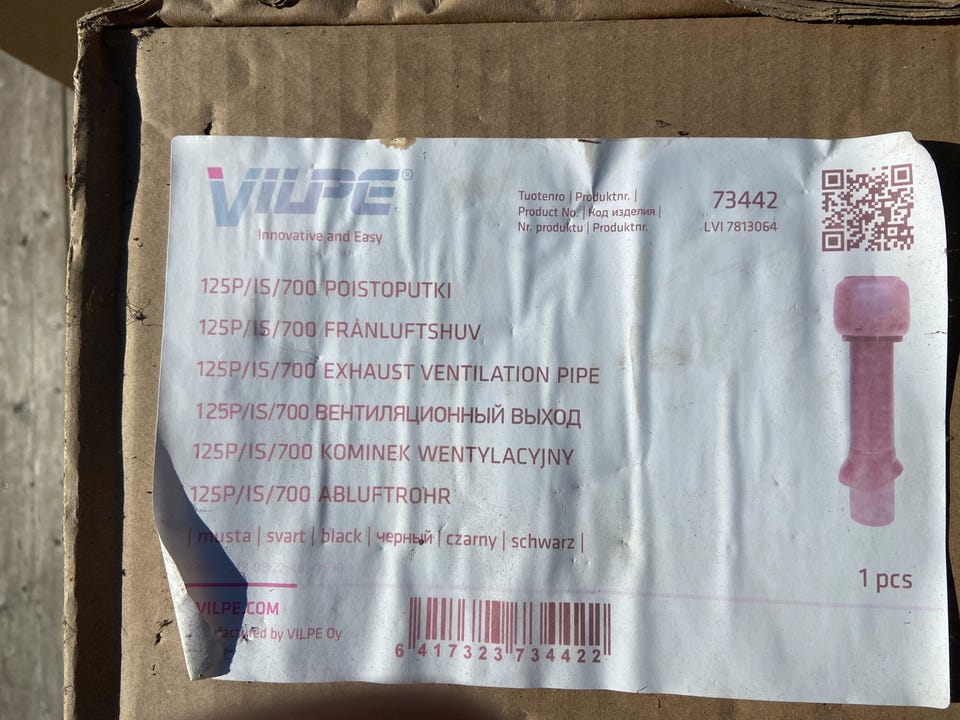 VILPE®
Innovative and Easy
Tuotenro | Produktnr. |
Product No. | Код изделия |
Nr. produktu | Produktnr.
73442
LVI 7813064
125P/IS/700 POISTOPUTKI
125P/IS/700 FRÅNLUFTSHUV
125P/IS/700 EXHAUST VENTILATION PIPE
125P/IS/700 ВЕНТИЛЯЦИОННЫЙ ВЫХОД
125P/IS/700 KOMINEK WENTYLACYJNY
125P/IS/700 ABLUFTROHR
| musta | svart | black | черный | czarny | schwarz |
1 pcs
VILPE.COM
by VILPE Oy
6 417323 734422